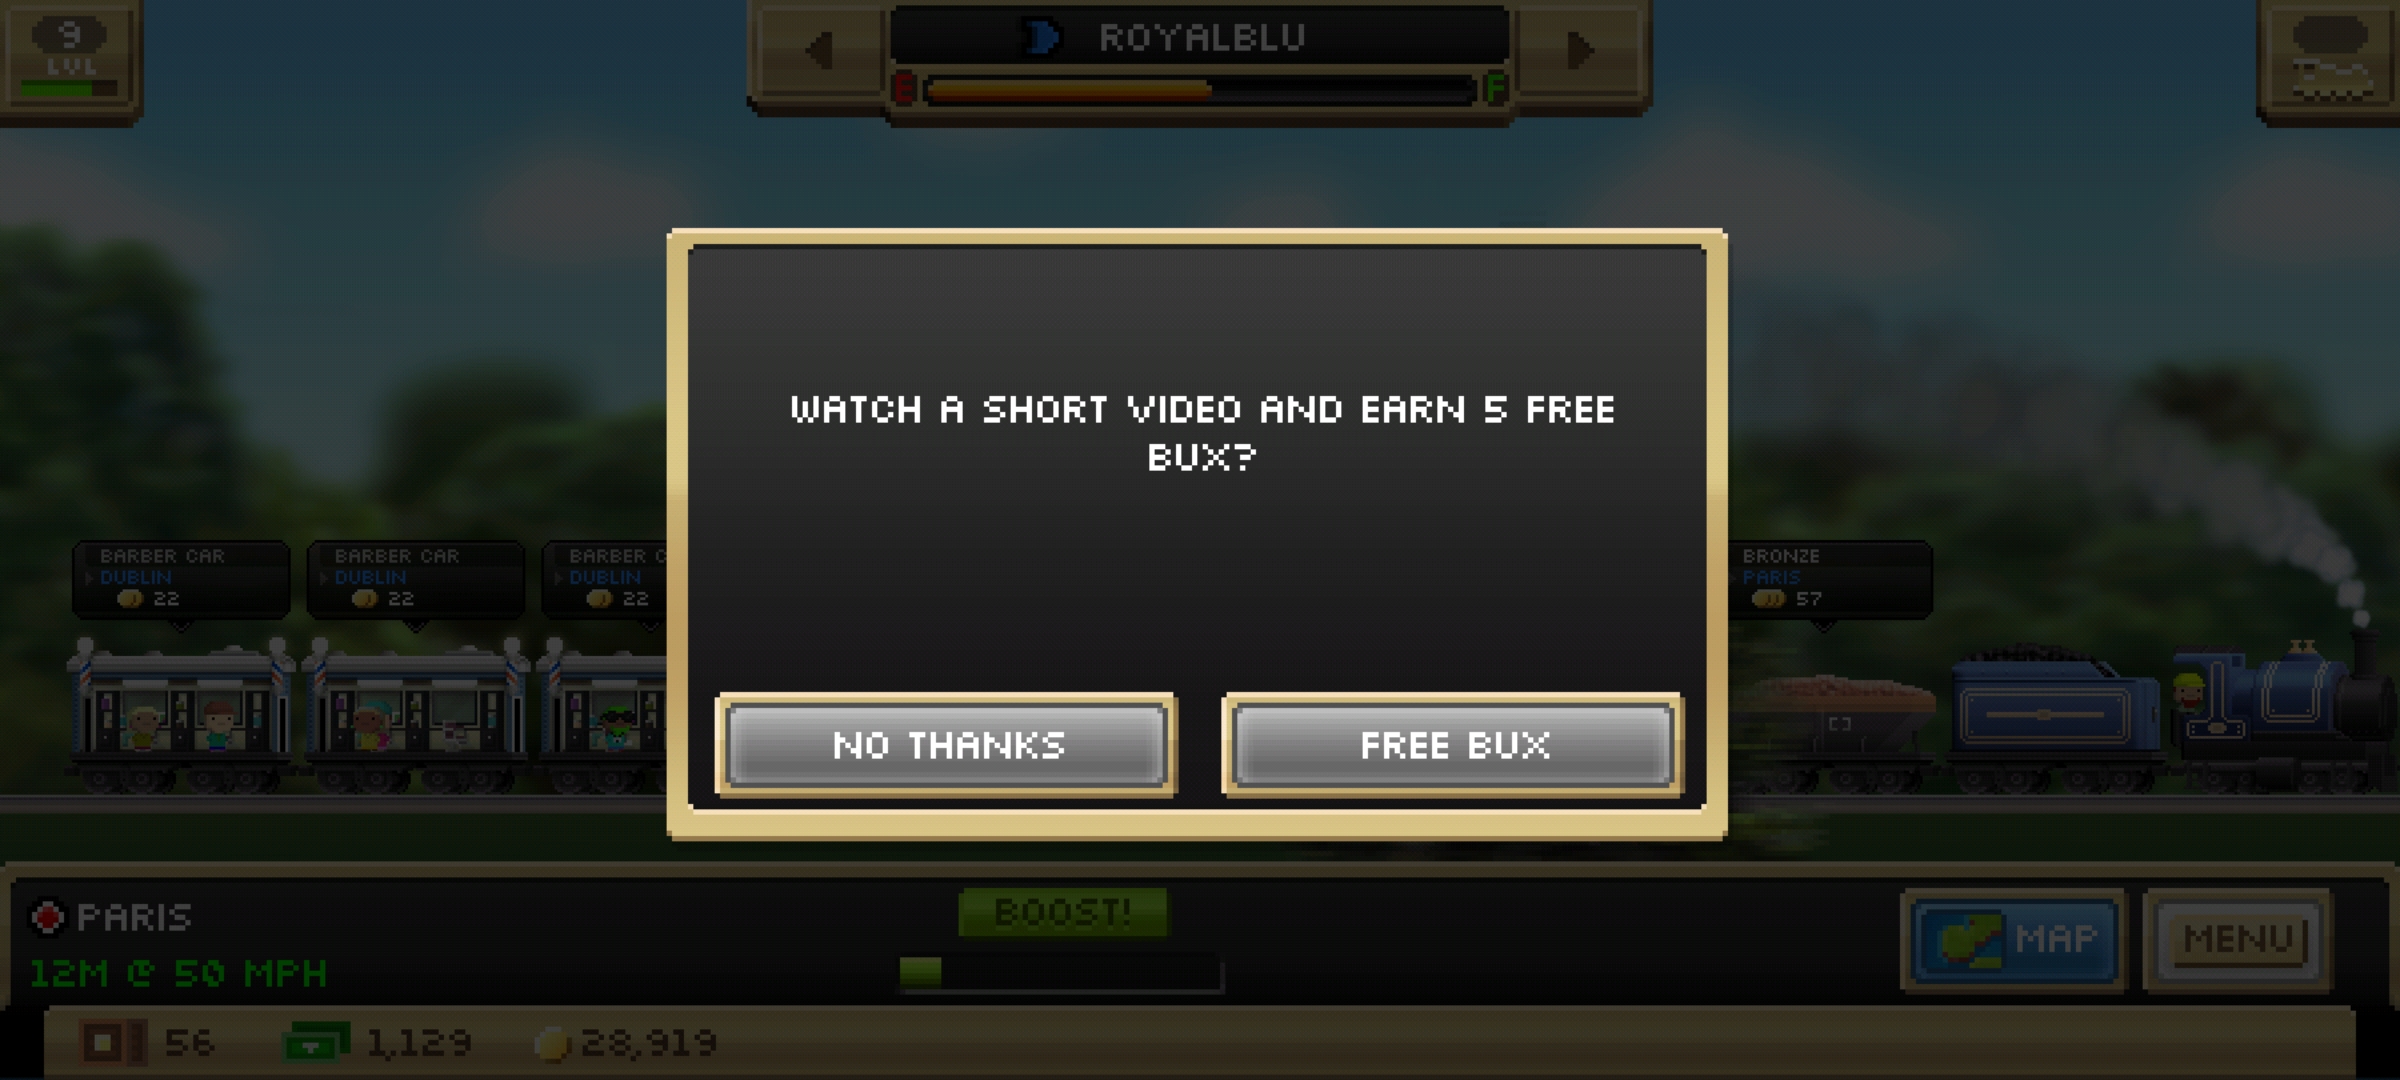 9
LVL
ROYALBLU
E F
WATCH A SHORT VIDEO AND EARN 5 FREE
BUX?
NO THANKS
FREE BUX
BARBER CAR
DUBLIN
22
BARBER CAR
DUBLIN
22
BARBER C
DUBLIN
22
BRONZE
PARIS
57
PARIS
12M @ 50 MPH
BOOST!
MAP
MENU
56
1,129
28,919